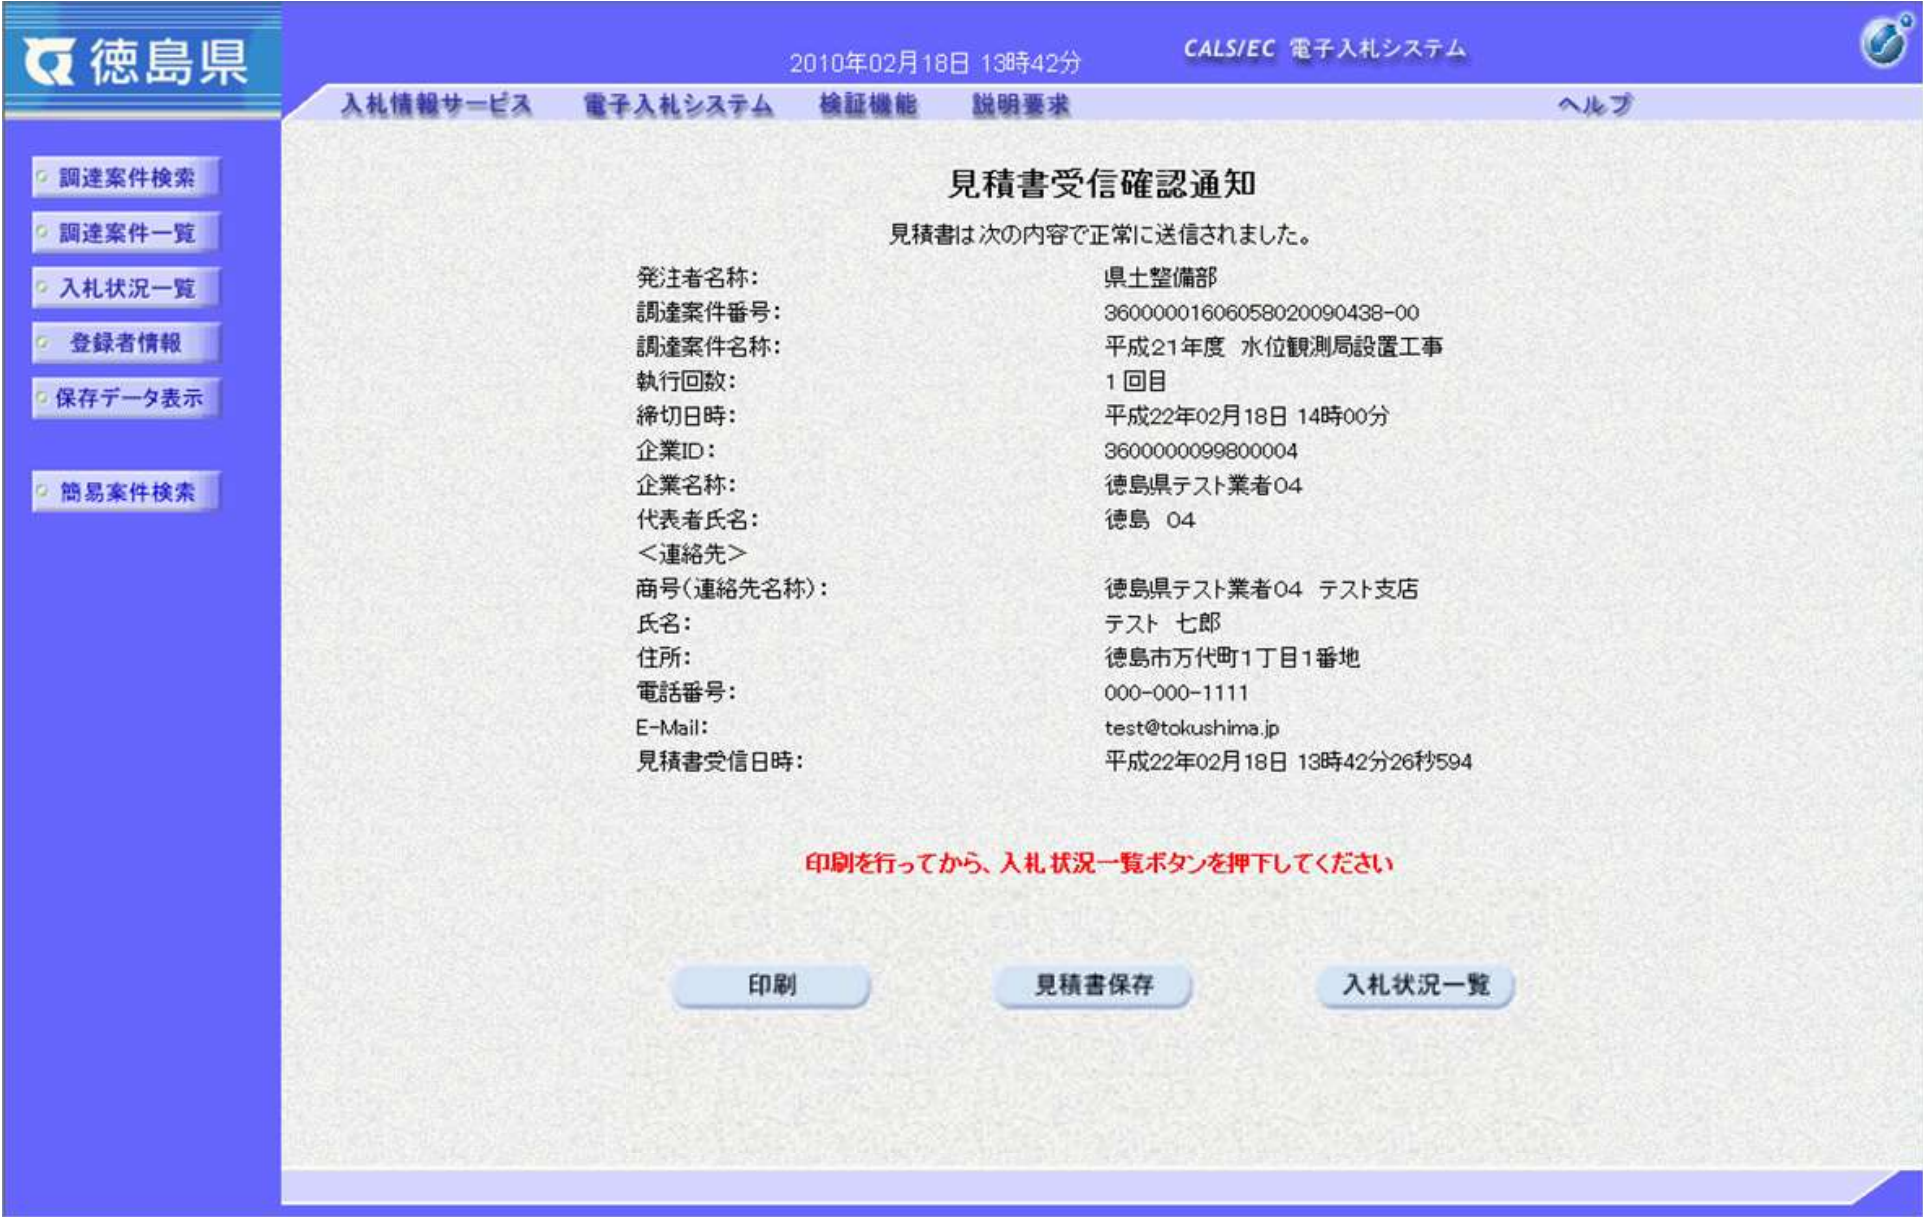 徳島県
2010年02月18日 13時42分
CALS/EC 電子入札システム
入札情報サービス 電子入札システム 検証機能 説明要求 ヘルプ
調達案件検索
調達案件一覧
入札状況一覧
登録者情報
保存データ表示
簡易案件検索
見積書受信確認通知
見積書は次の内容で正常に送信されました。
発注者名称: 県土整備部
調達案件番号: 3600000160605802009​0438-00
調達案件名称: 平成21年度 水位観測局設置工事
執行回数: 1回目
締切日時: 平成22年02月18日 14時00分
企業ID: 3600000099800004
企業名称: 徳島県テスト業者04
代表者氏名: 徳島 04
<連絡先>
商号(連絡先名称): 徳島県テスト業者04 テスト支店
氏名: テスト 七郎
住所: 徳島市万代町1丁目1番地
電話番号: 000-000-1111
E-Mail: test@tokushima.jp
見積書受信日時: 平成22年02月18日 13時42分26秒594
印刷を行ってから、入札状況一覧ボタンを押下してください
印刷 見積書保存 入札状況一覧